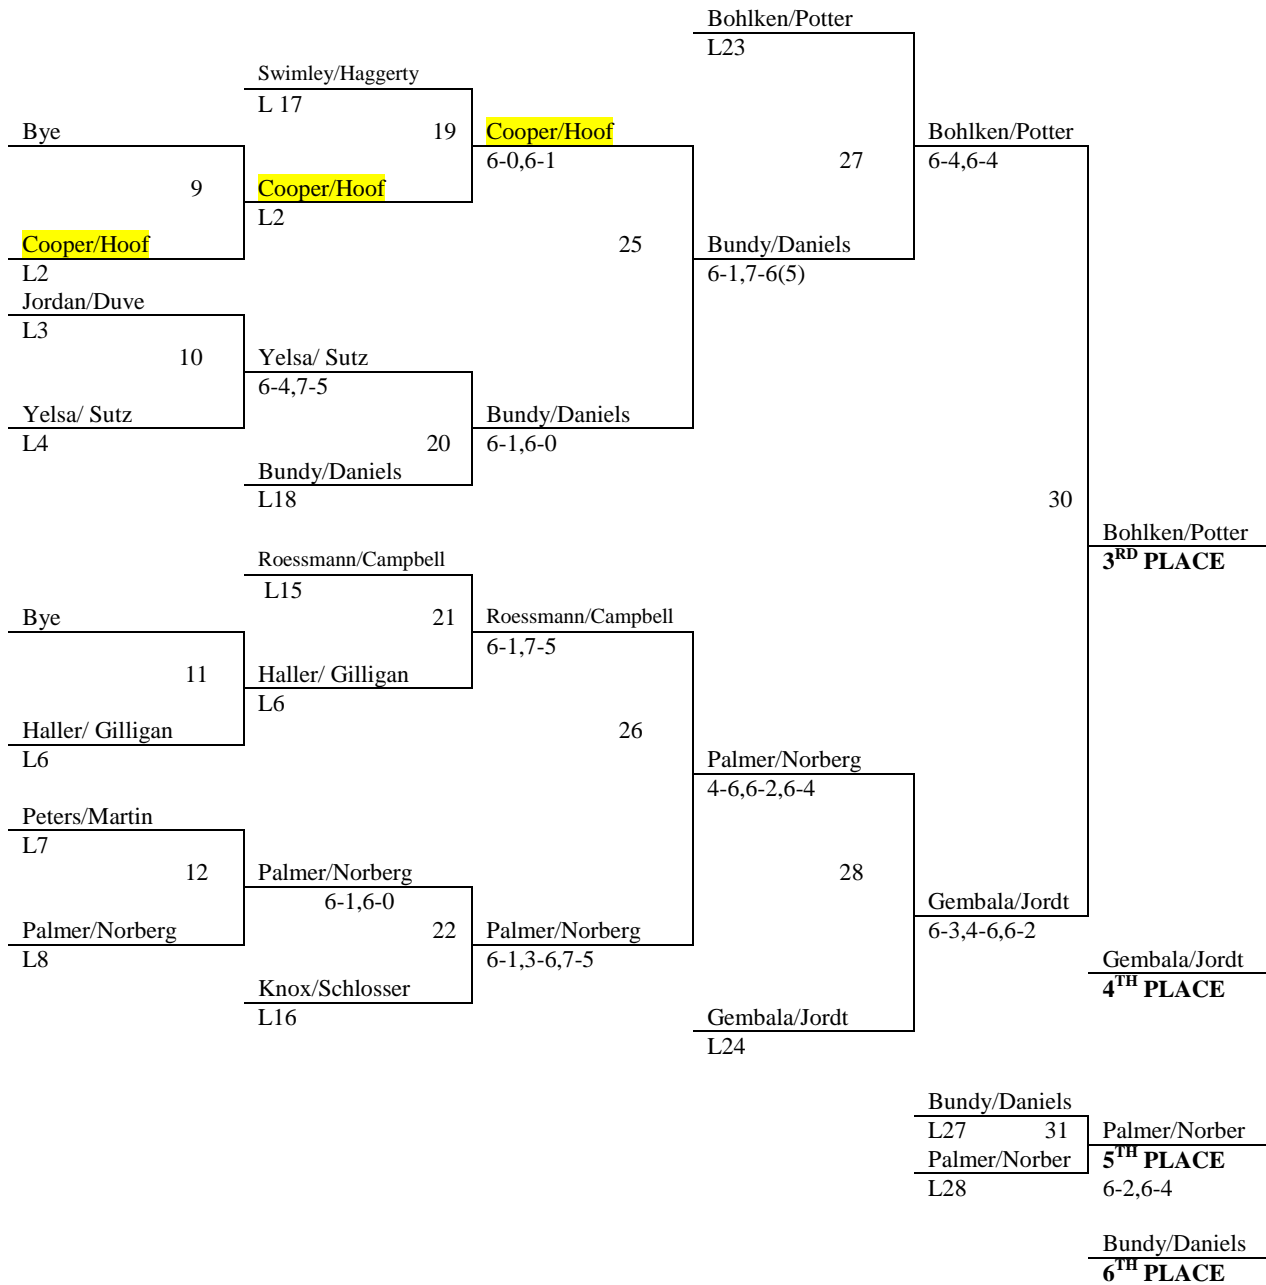 Bohlken/Potter
L23
Swimley/Haggerty
L 17
Bye
19
Cooper/Hoof
6-0,6-1
27
Bohlken/Potter
6-4,6-4
9
Cooper/Hoof
L2
Cooper/Hoof
L2
25
Bundy/Daniels
6-1,7-6(5)
Jordan/Duve
L3
10
Yelsa/ Sutz
6-4,7-5
Yelsa/ Sutz
L4
20
Bundy/Daniels
6-1,6-0
Bundy/Daniels
L18
30
Bohlken/Potter
3RD PLACE
Roessmann/Campbell
L15
Bye
21
Roessmann/Campbell
6-1,7-5
11
Haller/ Gilligan
L6
Haller/ Gilligan
L6
26
Palmer/Norberg
4-6,6-2,6-4
Peters/Martin
L7
12
Palmer/Norberg
6-1,6-0
28
Palmer/Norberg
L8
22
Palmer/Norberg
6-1,3-6,7-5
Gembala/Jordt
6-3,4-6,6-2
Gembala/Jordt
4TH PLACE
Knox/Schlosser
L16
Gembala/Jordt
L24
Bundy/Daniels
L27
31
Palmer/Norber
5TH PLACE
6-2,6-4
Palmer/Norber
L28
Bundy/Daniels
6TH PLACE